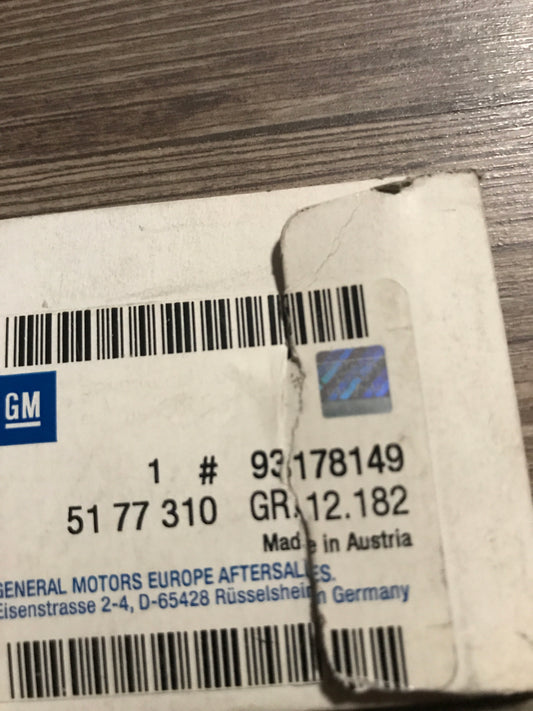 GM
1 # 93178149
51 77 310 GR. 12.182
Made in Austria
GENERAL MOTORS EUROPE AFTERSALES.
Eisenstrasse 2-4, D-65428 Rüsselsheim Germany